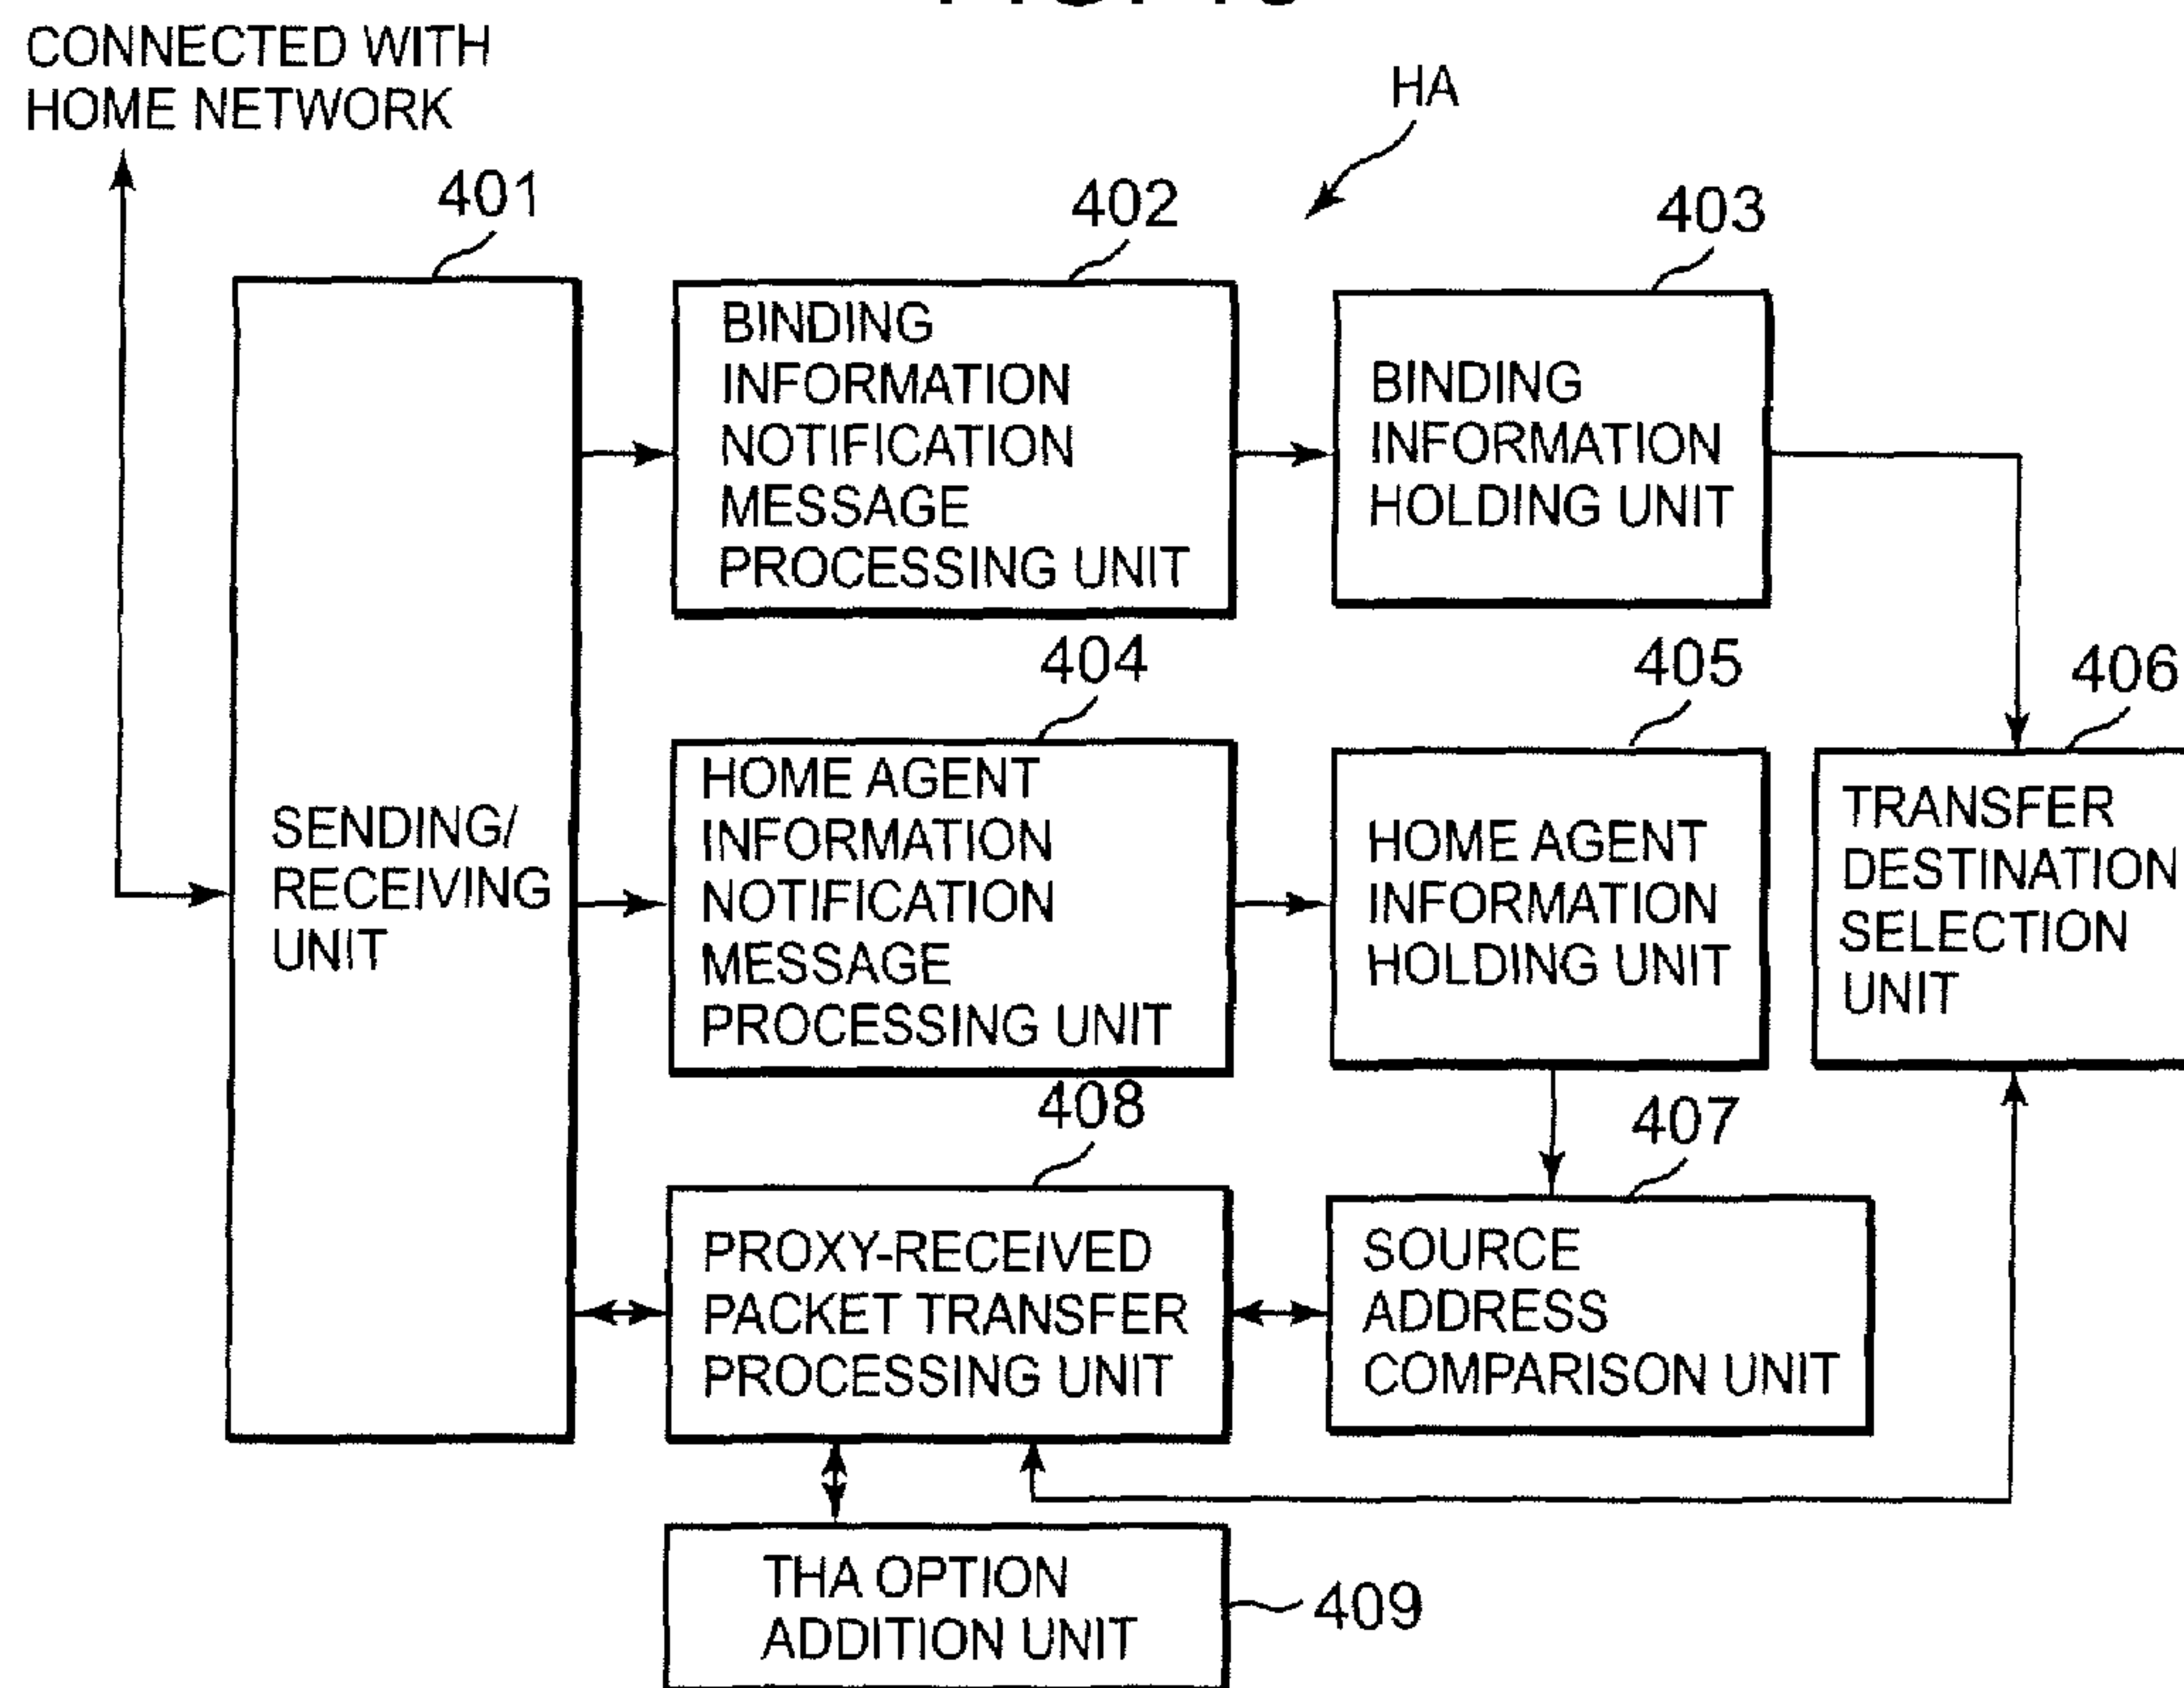 CONNECTED WITH
HOME NETWORK
HA
401
402
403
SENDING/
RECEIVING
UNIT
BINDING
INFORMATION
NOTIFICATION
MESSAGE
PROCESSING UNIT
BINDING
INFORMATION
HOLDING UNIT
404
405
406
HOME AGENT
INFORMATION
NOTIFICATION
MESSAGE
PROCESSING UNIT
HOME AGENT
INFORMATION
HOLDING UNIT
TRANSFER
DESTINATION
SELECTION
UNIT
408
407
PROXY-RECEIVED
PACKET TRANSFER
PROCESSING UNIT
SOURCE
ADDRESS
COMPARISON UNIT
THA OPTION
ADDITION UNIT
409